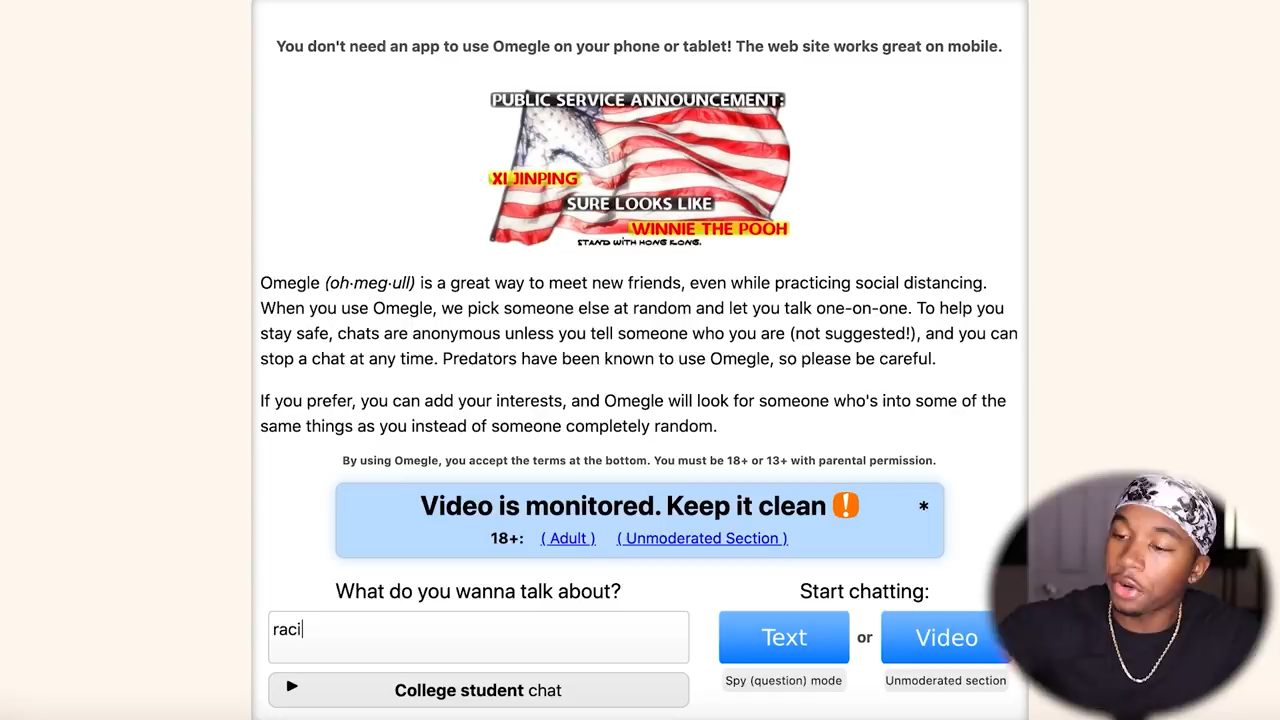 You don't need an app to use Omegle on your phone or tablet! The web site works great on mobile.
PUBLIC SERVICE ANNOUNCEMENT:
XI JINPING
SURE LOOKS LIKE
WINNIE THE POOH
STAND WITH HONG KONG.
Omegle (oh·meg·ull) is a great way to meet new friends, even while practicing social distancing.
When you use Omegle, we pick someone else at random and let you talk one-on-one. To help you
stay safe, chats are anonymous unless you tell someone who you are (not suggested!), and you can
stop a chat at any time. Predators have been known to use Omegle, so please be careful.
If you prefer, you can add your interests, and Omegle will look for someone who's into some of the
same things as you instead of someone completely random.
By using Omegle, you accept the terms at the bottom. You must be 18+ or 13+ with parental permission.
Video is monitored. Keep it clean ! *
18+: ( Adult ) ( Unmoderated Section )
What do you wanna talk about?
Start chatting:
raci
Text or Video
Spy (question) mode
Unmoderated section
College student chat